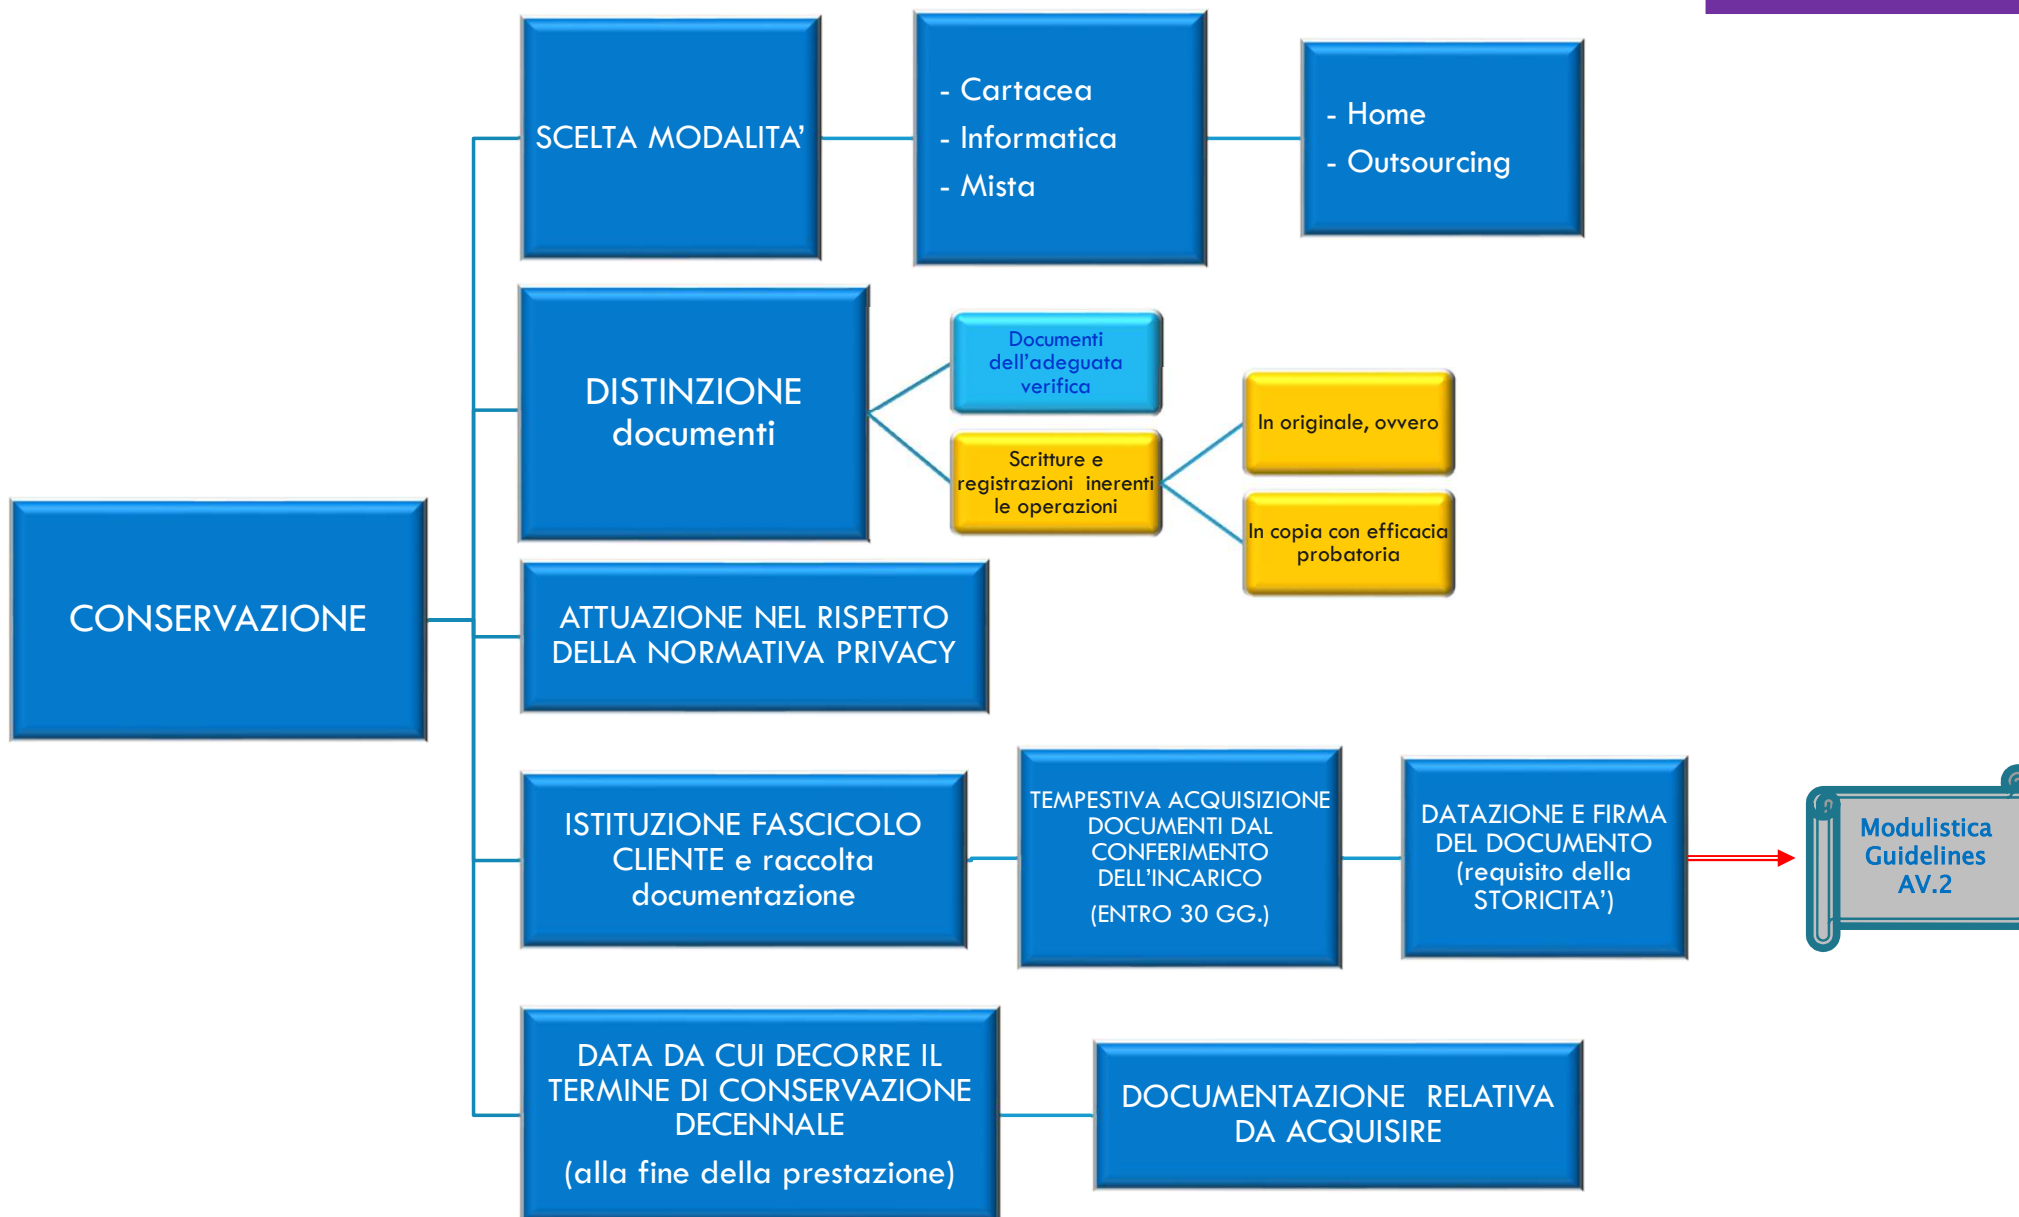 SCELTA MODALITA’
- Cartacea
- Informatica
- Mista
- Home
- Outsourcing
DISTINZIONE
documenti
Documenti
dell’adeguata
verifica
Scritture e
registrazioni inerenti
le operazioni
In originale, ovvero
In copia con efficacia
probatoria
CONSERVAZIONE
ATTUAZIONE NEL RISPETTO
DELLA NORMATIVA PRIVACY
ISTITUZIONE FASCICOLO
CLIENTE e raccolta
documentazione
TEMPESTIVA ACQUISIZIONE
DOCUMENTI DAL
CONFERIMENTO
DELL’INCARICO
(ENTRO 30 GG.)
DATAZIONE E FIRMA
DEL DOCUMENTO
(requisito della
STORICITA’)
Modulistica
Guidelines
AV.2
DATA DA CUI DECORRE IL
TERMINE DI CONSERVAZIONE
DECENNALE
(alla fine della prestazione)
DOCUMENTAZIONE RELATIVA
DA ACQUISIRE